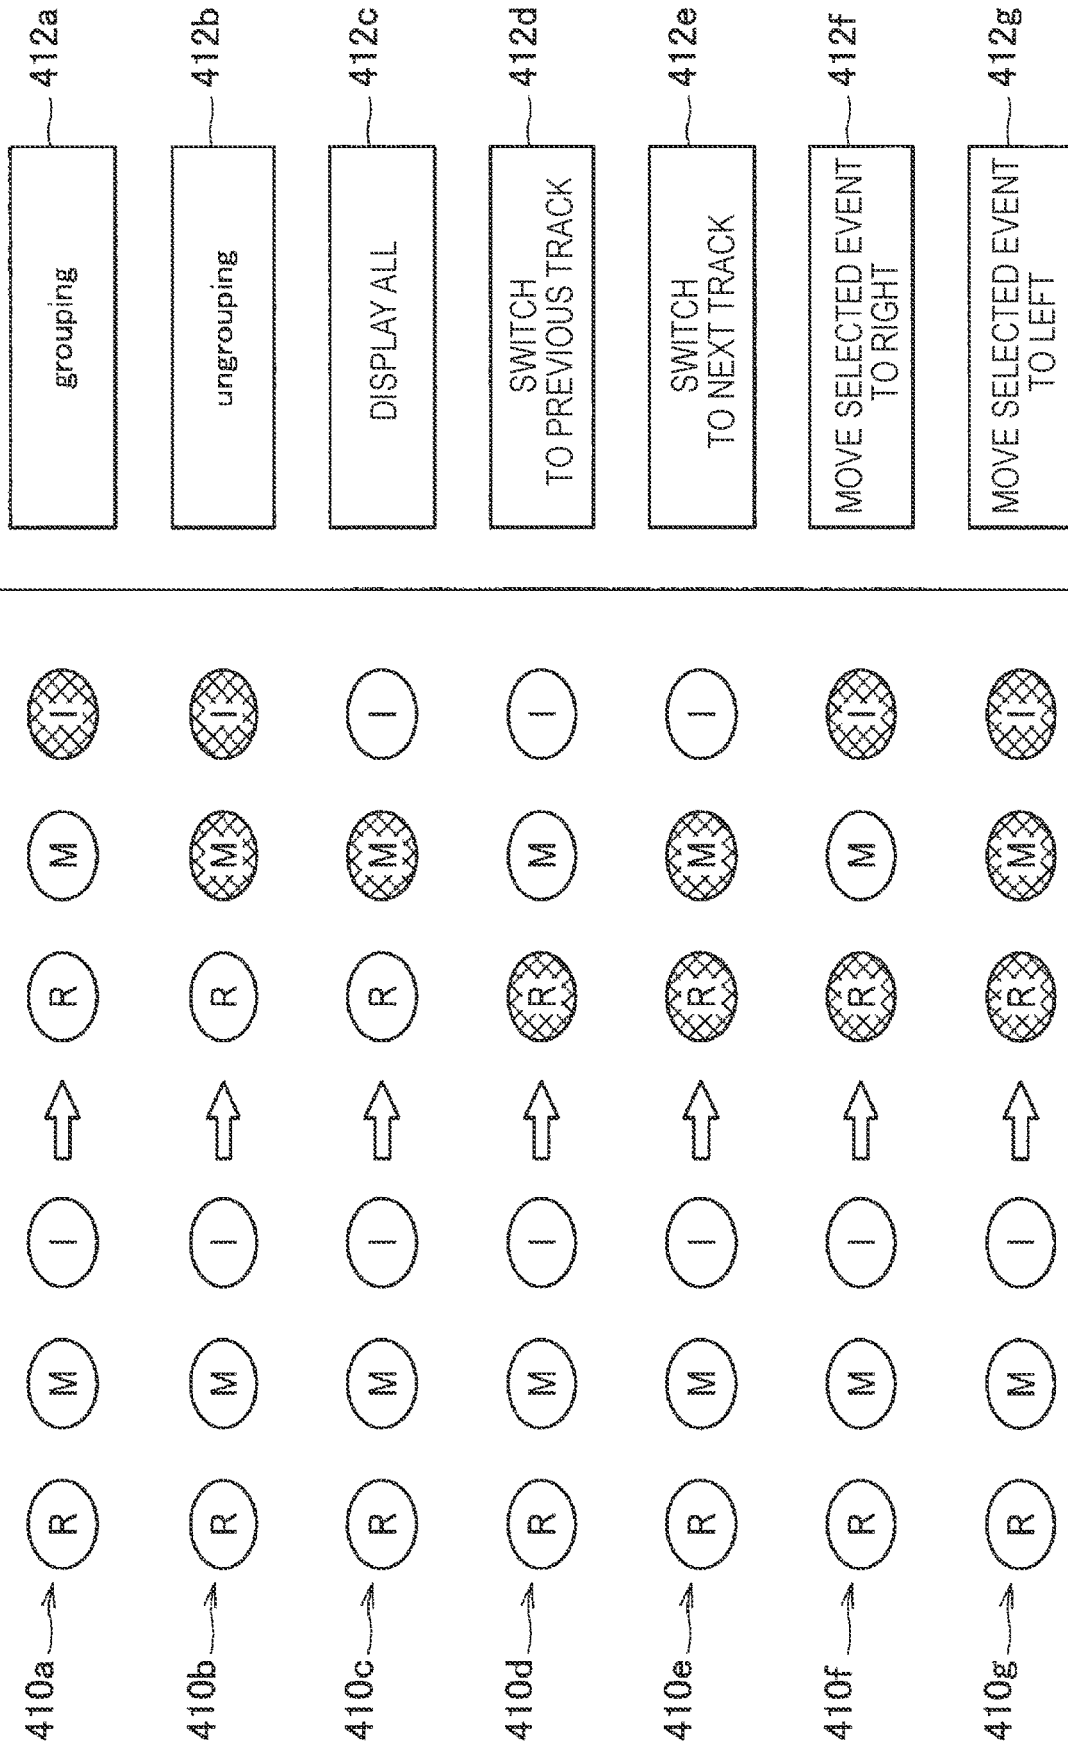 410a R M I R M I grouping 412a
410b R M I R M I ungrouping 412b
410c R M I R M I DISPLAY ALL 412c
410d R M I R M I SWITCH
TO PREVIOUS TRACK 412d
410e R M I R M I SWITCH
TO NEXT TRACK 412e
410f R M I R M I MOVE SELECTED EVENT
TO RIGHT 412f
410g R M I R M I MOVE SELECTED EVENT
TO LEFT 412g